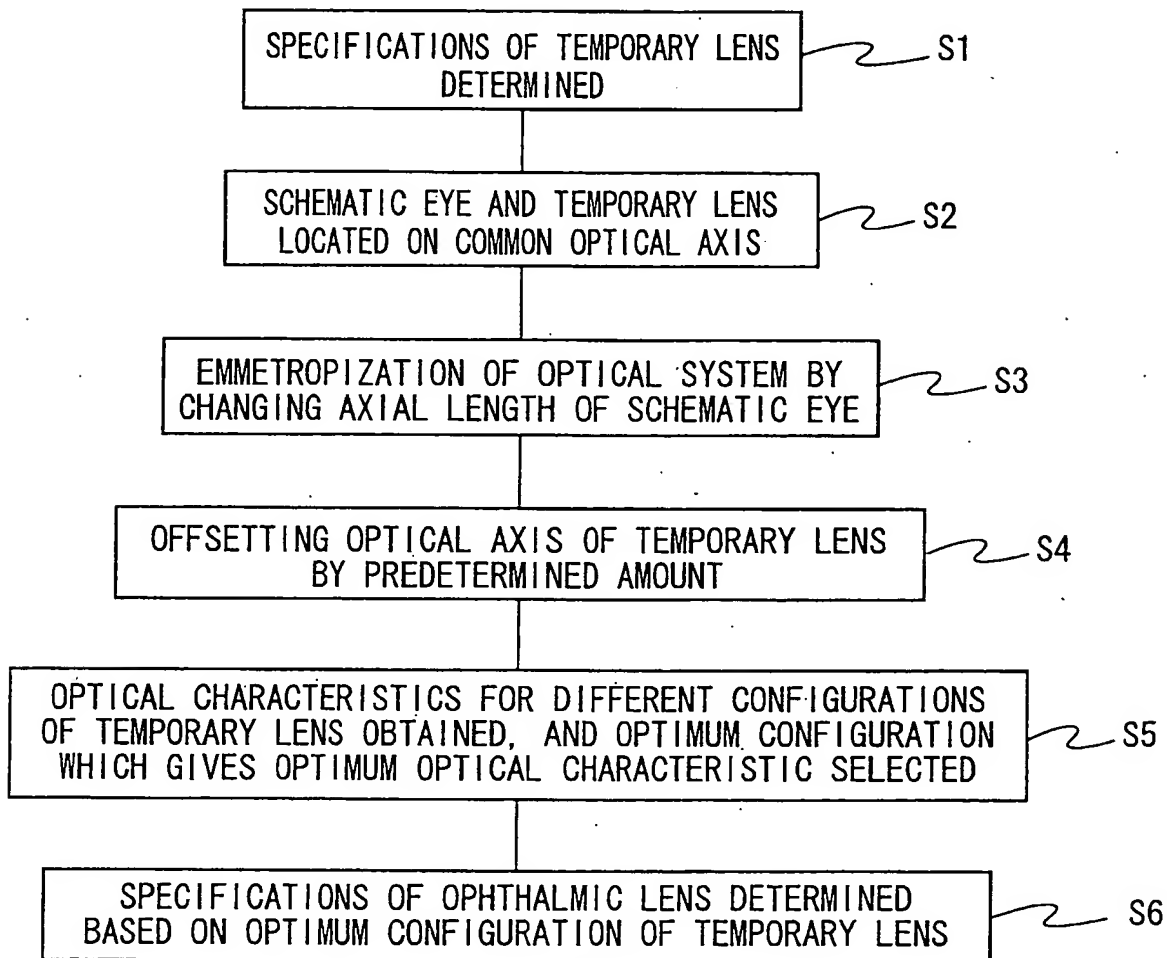 SPECIFICATIONS OF TEMPORARY LENS
DETERMINED
S1
SCHEMATIC EYE AND TEMPORARY LENS
LOCATED ON COMMON OPTICAL AXIS
S2
EMMETROPIZATION OF OPTICAL SYSTEM BY
CHANGING AXIAL LENGTH OF SCHEMATIC EYE
S3
OFFSETTING OPTICAL AXIS OF TEMPORARY LENS
BY PREDETERMINED AMOUNT
S4
OPTICAL CHARACTERISTICS FOR DIFFERENT CONFIGURATIONS
OF TEMPORARY LENS OBTAINED, AND OPTIMUM CONFIGURATION
WHICH GIVES OPTIMUM OPTICAL CHARACTERISTIC SELECTED
S5
SPECIFICATIONS OF OPHTHALMIC LENS DETERMINED
BASED ON OPTIMUM CONFIGURATION OF TEMPORARY LENS
S6